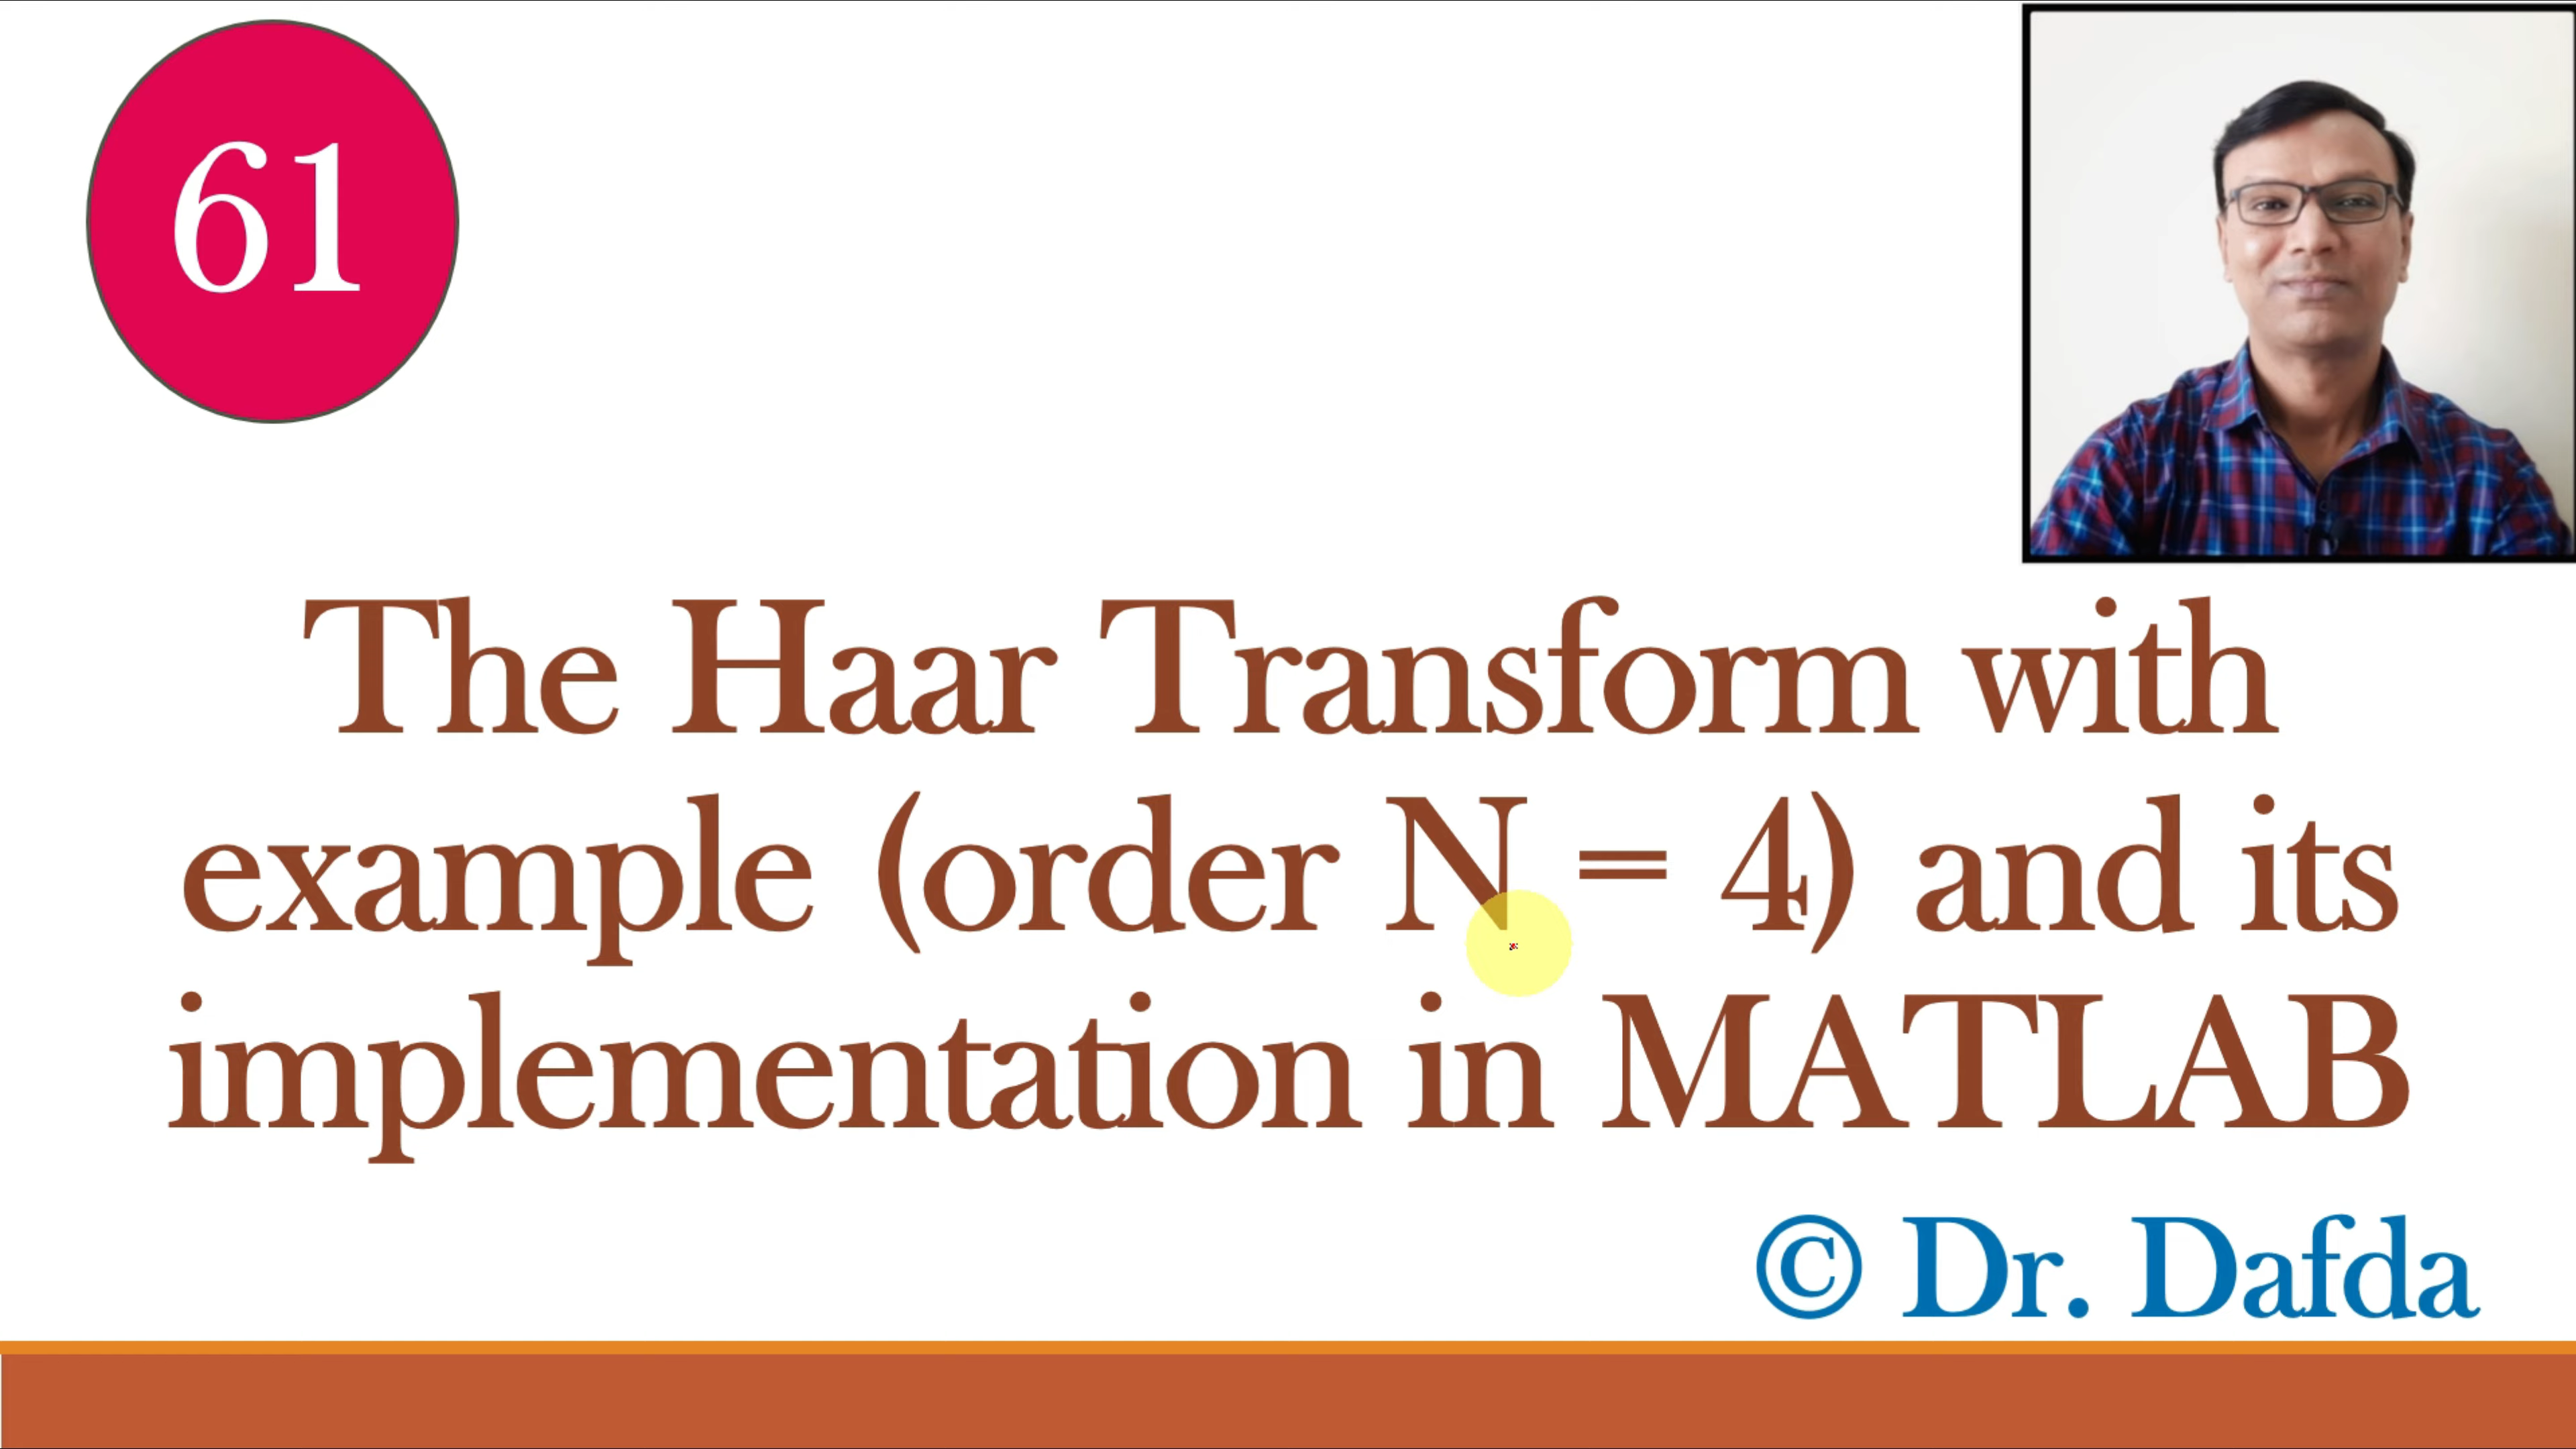 61
The Haar Transform with
example (order N = 4) and its
implementation in MATLAB
© Dr. Dafda